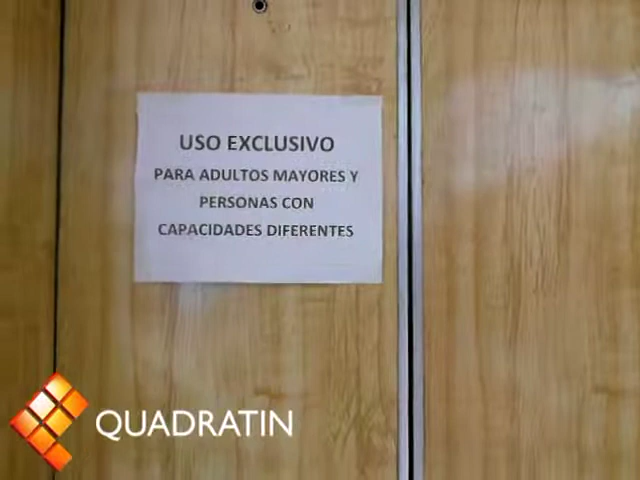 USO EXCLUSIVO
PARA ADULTOS MAYORES Y
PERSONAS CON
CAPACIDADES DIFERENTES
QUADRATIN